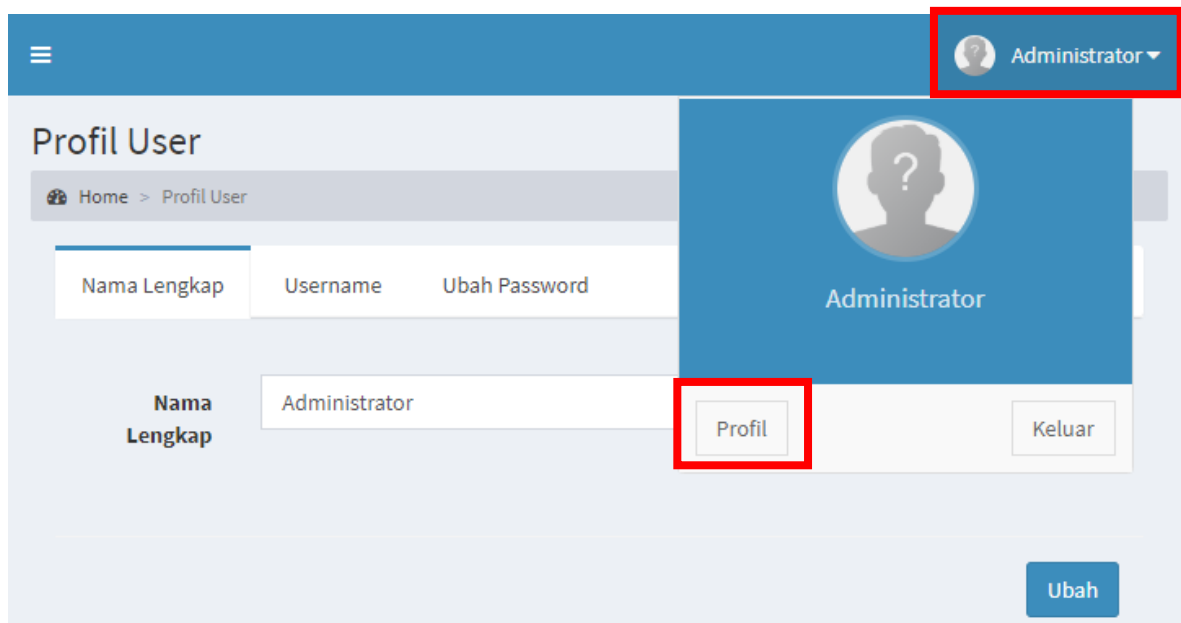 Administrator
Profil User
Home > Profil User
Nama Lengkap
Username
Ubah Password
Administrator
Nama
Lengkap
Administrator
Profil
Keluar
Ubah